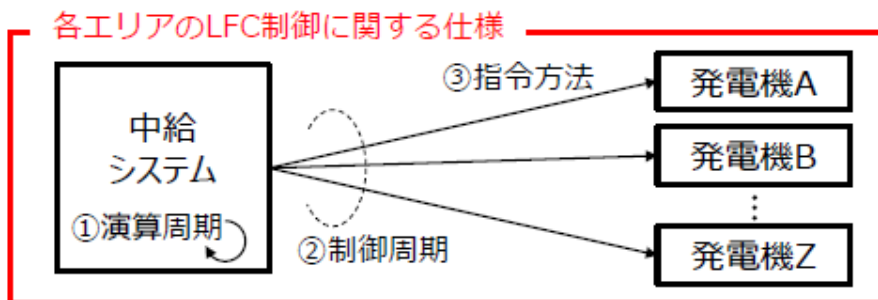 各エリアのLFC制御に関する仕様
中給
システム
①演算周期
②制御周期
③指令方法
発電機A
発電機B
⋮
発電機Z